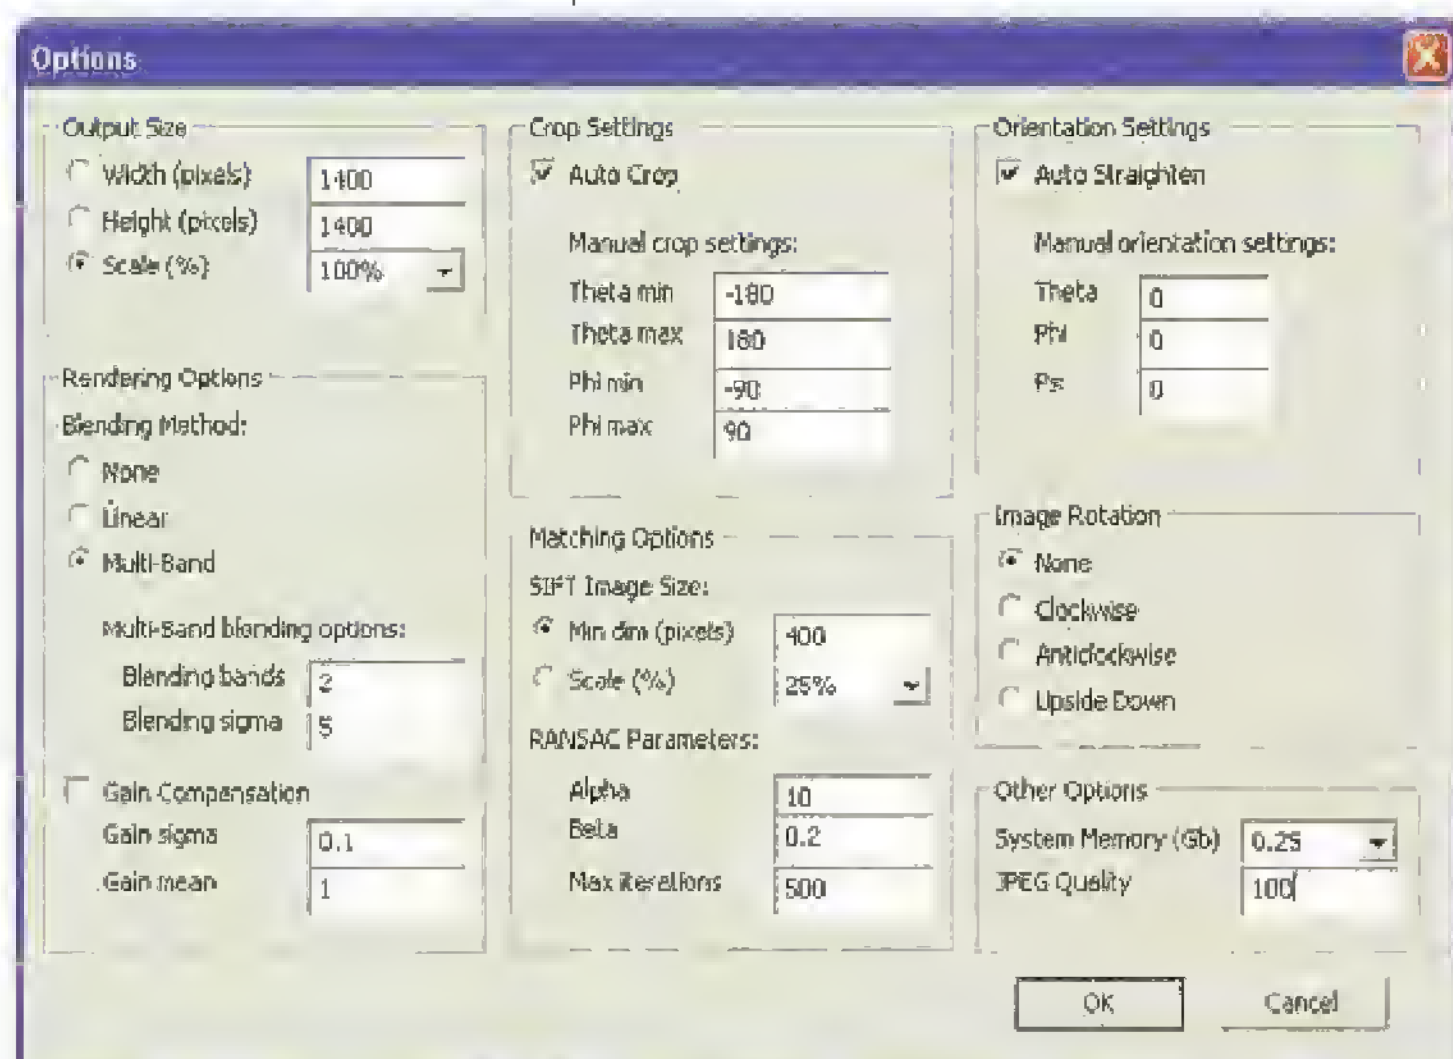 Options
Output Size
Width (pixels) 1400
Height (pixels) 1400
Scale (%) 100%
Rendering Options
Blending Method:
None
Linear
Multi-Band
Multi-Band blending options:
Blending bands 2
Blending sigma 5
Gain Compensation
Gain sigma 0.1
Gain mean 1
Crop Settings
Auto Crop
Manual crop settings:
Theta min -180
Theta max 180
Phi min -90
Phi max 90
Matching Options
SIFT Image Size:
Min dim (pixels) 400
Scale (%) 25%
RANSAC Parameters:
Alpha 10
Beta 0.2
Max iterations 500
Orientation Settings
Auto Straighten
Manual orientation settings:
Theta 0
Phi 0
Psi 0
Image Rotation
None
Clockwise
Anticlockwise
Upside Down
Other Options
System Memory (Gb) 0.25
JPEG Quality 100
OK Cancel